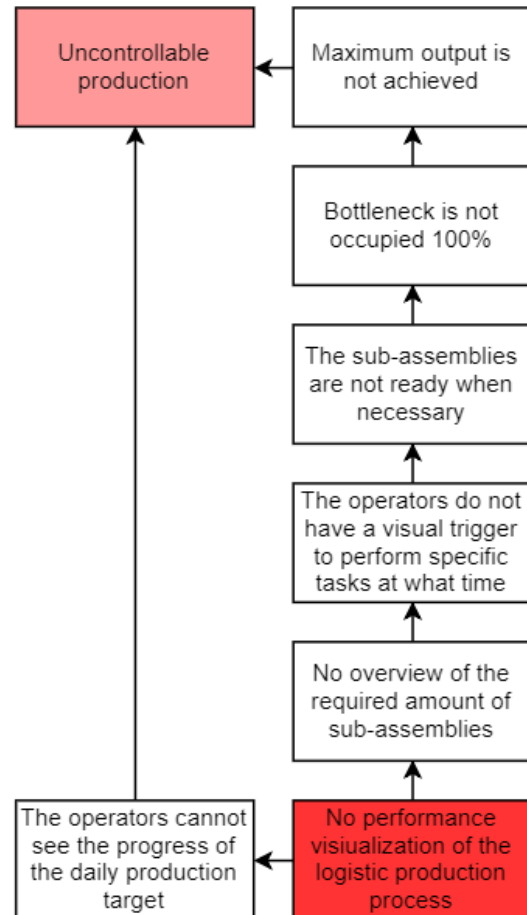 Uncontrollable
production
Maximum output is
not achieved
Bottleneck is not
occupied 100%
The sub-assemblies
are not ready when
necessary
The operators do not
have a visual trigger
to perform specific
tasks at what time
No overview of the
required amount of
sub-assemblies
The operators cannot
see the progress of
the daily production
target
No performance
visiualization of the
logistic production
process